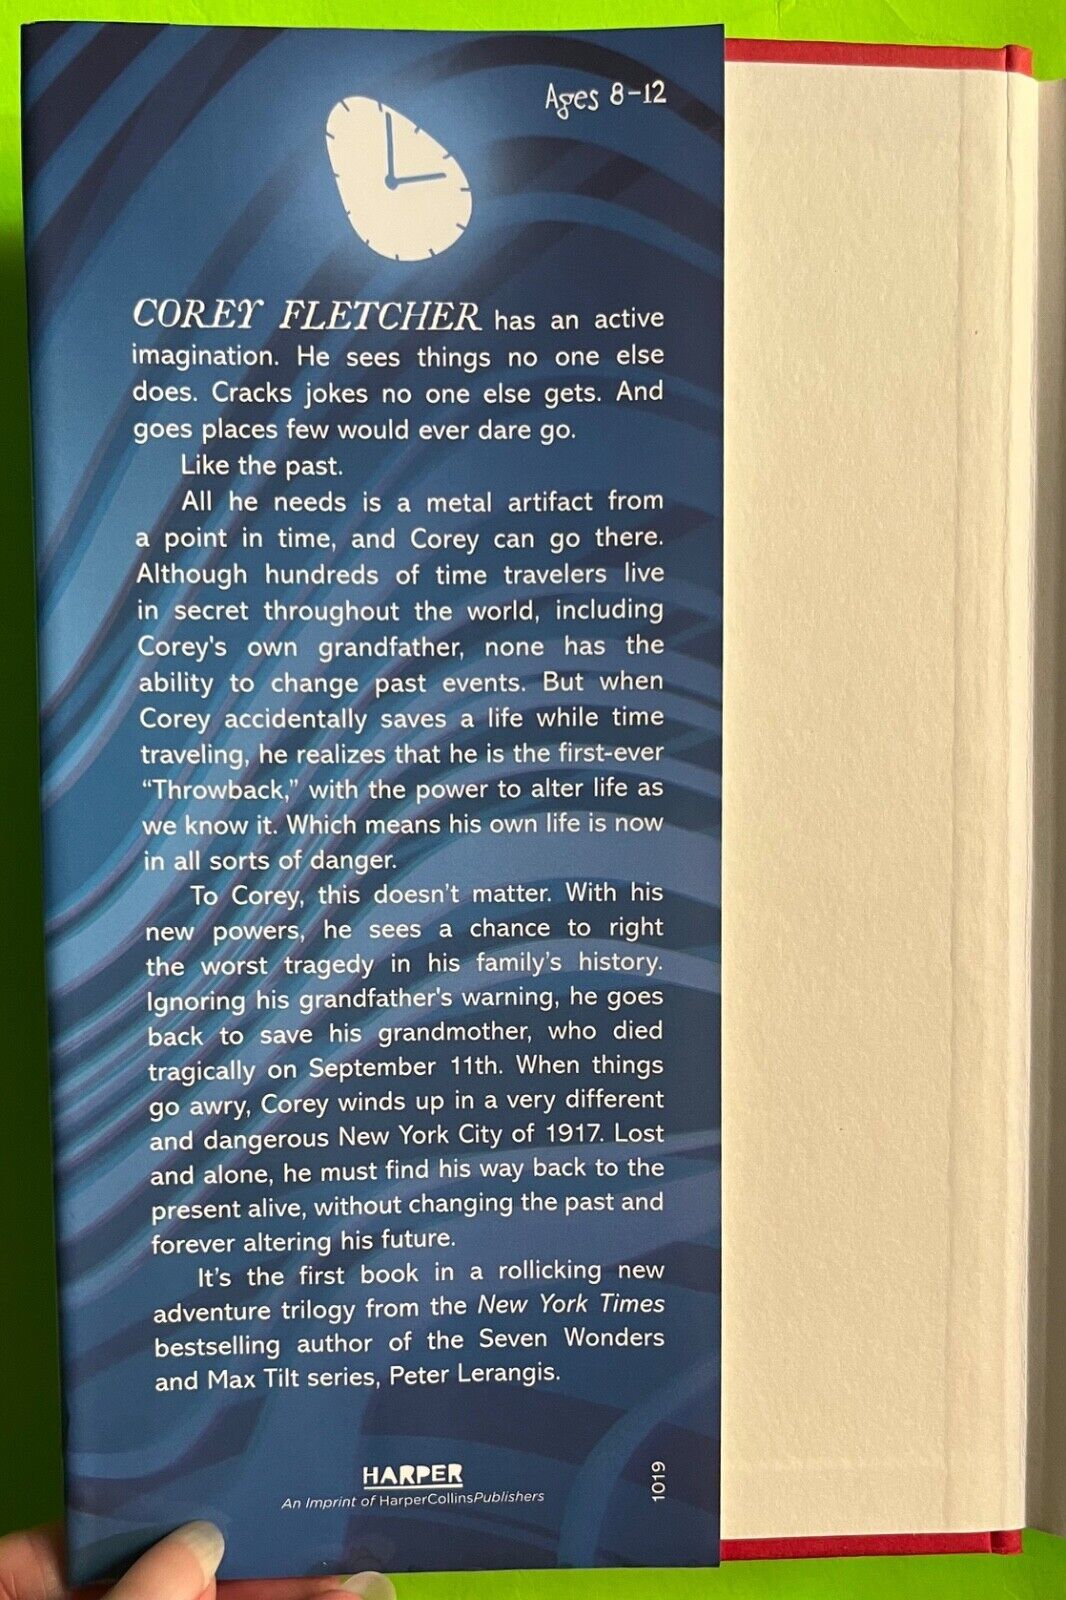 Ages 8-12
COREY FLETCHER has an active
imagination. He sees things no one else
does. Cracks jokes no one else gets. And
goes places few would ever dare go.
Like the past.
All he needs is a metal artifact from
a point in time, and Corey can go there.
Although hundreds of time travelers live
in secret throughout the world, including
Corey's own grandfather, none has the
ability to change past events. But when
Corey accidentally saves a life while time
traveling, he realizes that he is the first-ever
“Throwback,” with the power to alter life as
we know it. Which means his own life is now
in all sorts of danger.
To Corey, this doesn’t matter. With his
new powers, he sees a chance to right
the worst tragedy in his family’s history.
Ignoring his grandfather's warning, he goes
back to save his grandmother, who died
tragically on September 11th. When things
go awry, Corey winds up in a very different
and dangerous New York City of 1917. Lost
and alone, he must find his way back to the
present alive, without changing the past and
forever altering his future.
It’s the first book in a rollicking new
adventure trilogy from the New York Times
bestselling author of the Seven Wonders
and Max Tilt series, Peter Lerangis.
HARPER
An Imprint of HarperCollinsPublishers
1019